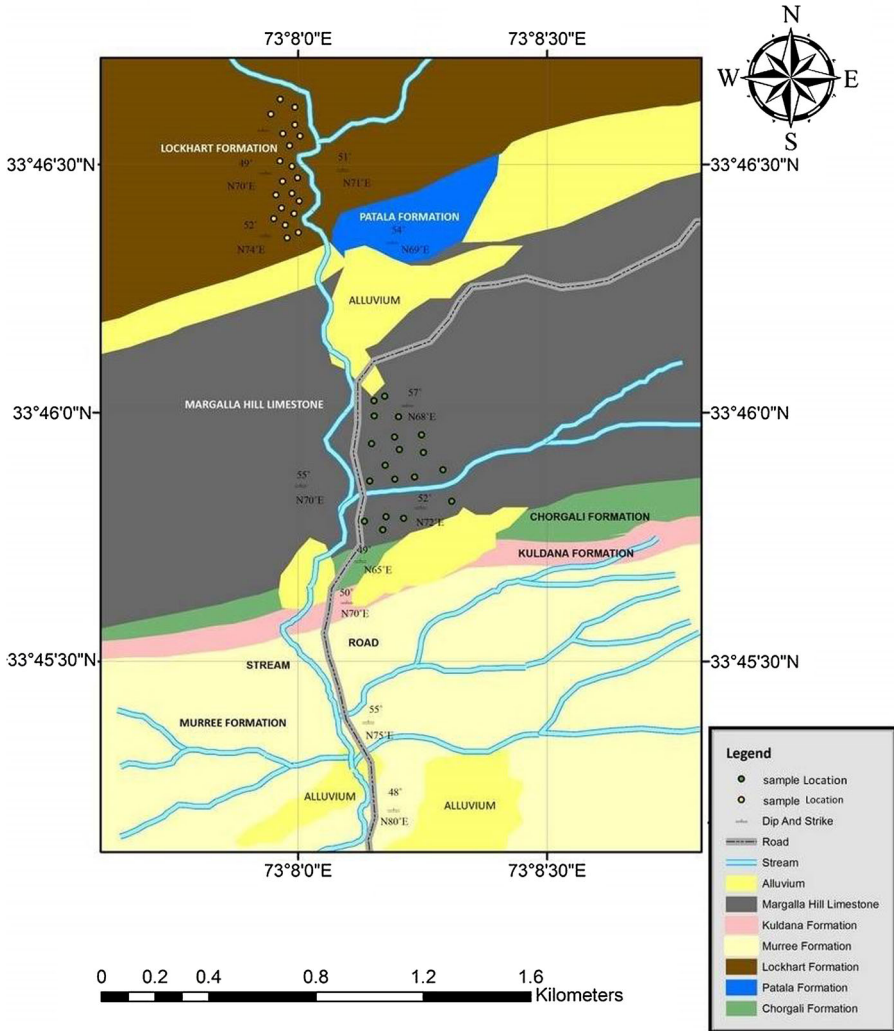 N
W E
S
73°8'0"E 73°8'30"E
33°46'30"N 33°46'30"N
LOCKHART FORMATION
49°
N70°E
51°
N71°E
52°
N74°E
PATALA FORMATION
54°
N69°E
ALLUVIUM
33°46'0"N 33°46'0"N
MARGALLA HILL LIMESTONE
57°
N68°E
55°
N70°E
52°
N72°E
CHORGALI FORMATION
KULDANA FORMATION
49°
N65°E
50°
N70°E
ROAD
33°45'30"N 33°45'30"N
STREAM
MURREE FORMATION
55°
N75°E
ALLUVIUM
48°
N80°E
ALLUVIUM
73°8'0"E 73°8'30"E
Legend
sample Location
sample Location
Dip And Strike
Road
Stream
Alluvium
Margalla Hill Limestone
Kuldana Formation
Murree Formation
Lockhart Formation
Patala Formation
Chorgali Formation
0 0.2 0.4 0.8 1.2 1.6
Kilometers